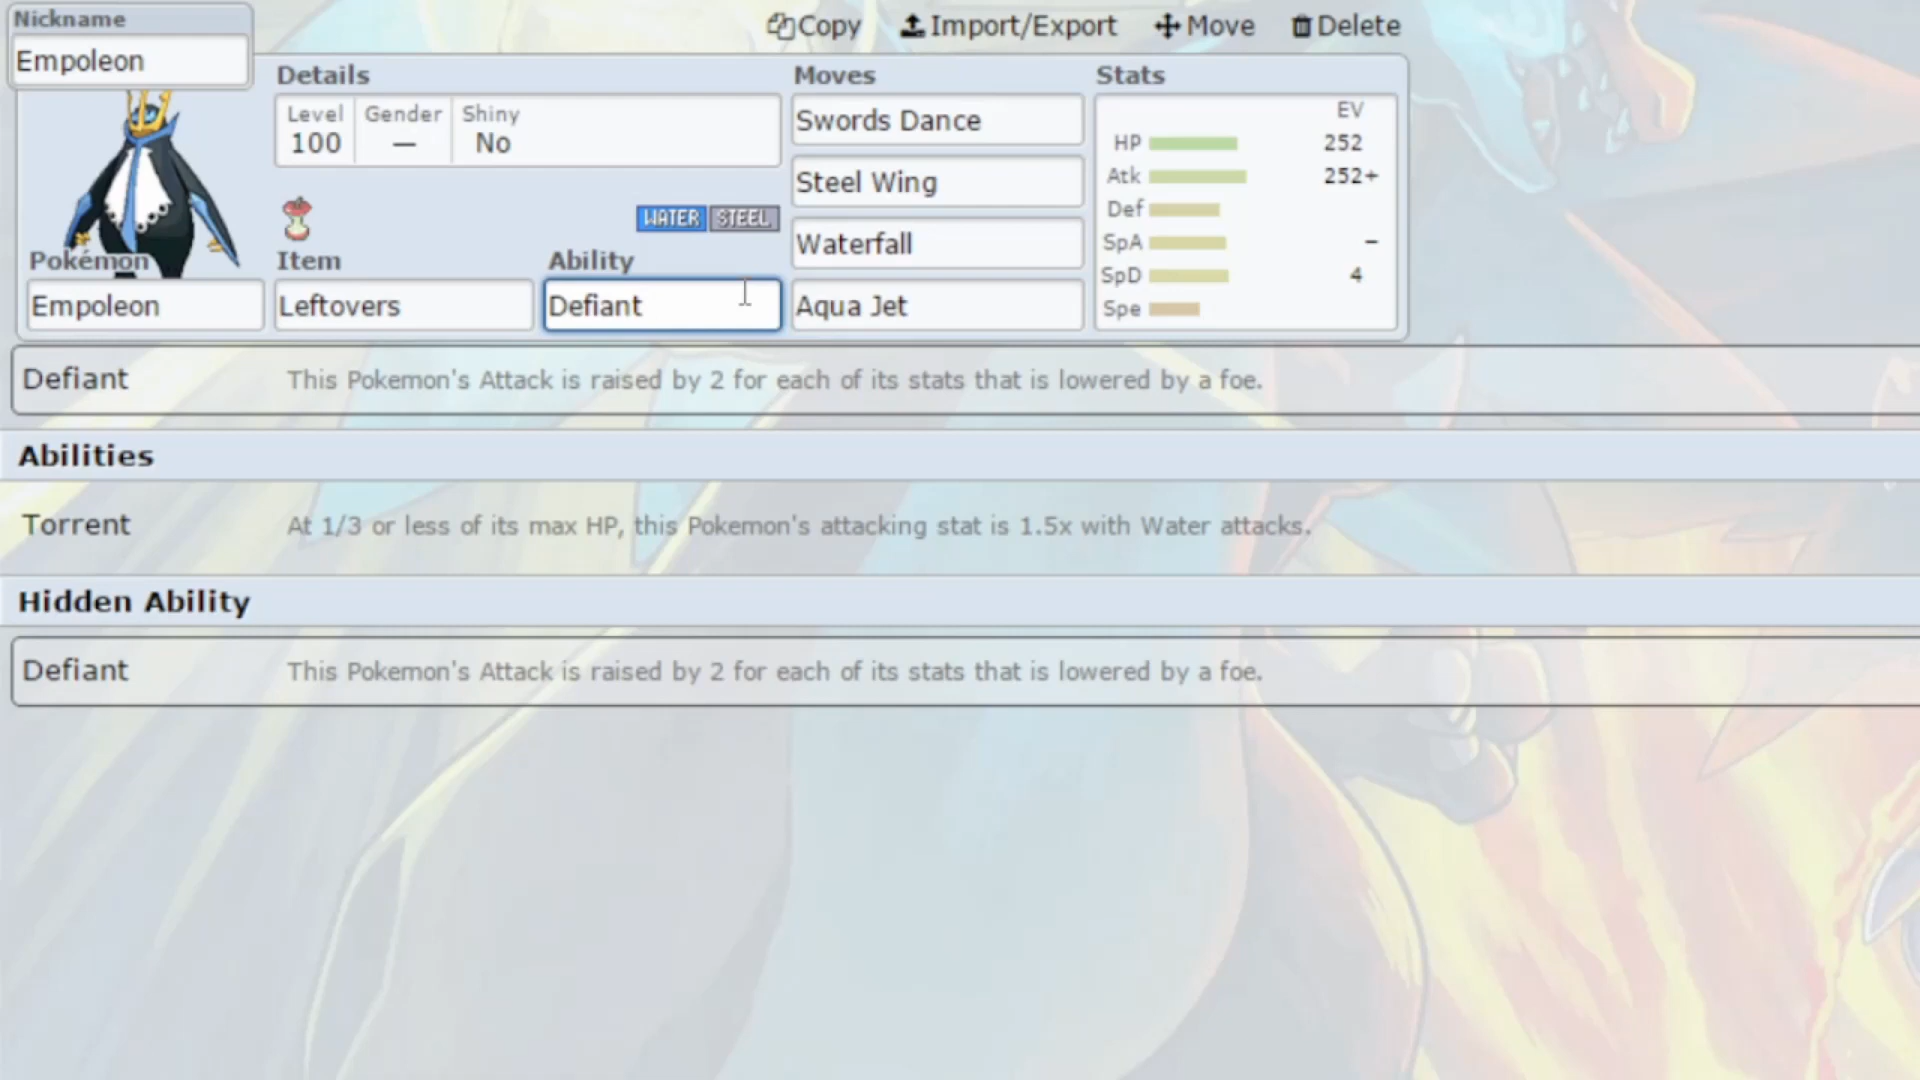 Nickname
Empoleon
Copy Import/Export Move Delete
Details
Level Gender Shiny
100 — No
WATER STEEL
Pokémon Item Ability
Empoleon Leftovers Defiant
Moves
Swords Dance
Steel Wing
Waterfall
Aqua Jet
Stats
EV
HP 252
Atk 252+
Def
SpA −
SpD 4
Spe
Defiant This Pokemon's Attack is raised by 2 for each of its stats that is lowered by a foe.
Abilities
Torrent At 1/3 or less of its max HP, this Pokemon's attacking stat is 1.5x with Water attacks.
Hidden Ability
Defiant This Pokemon's Attack is raised by 2 for each of its stats that is lowered by a foe.